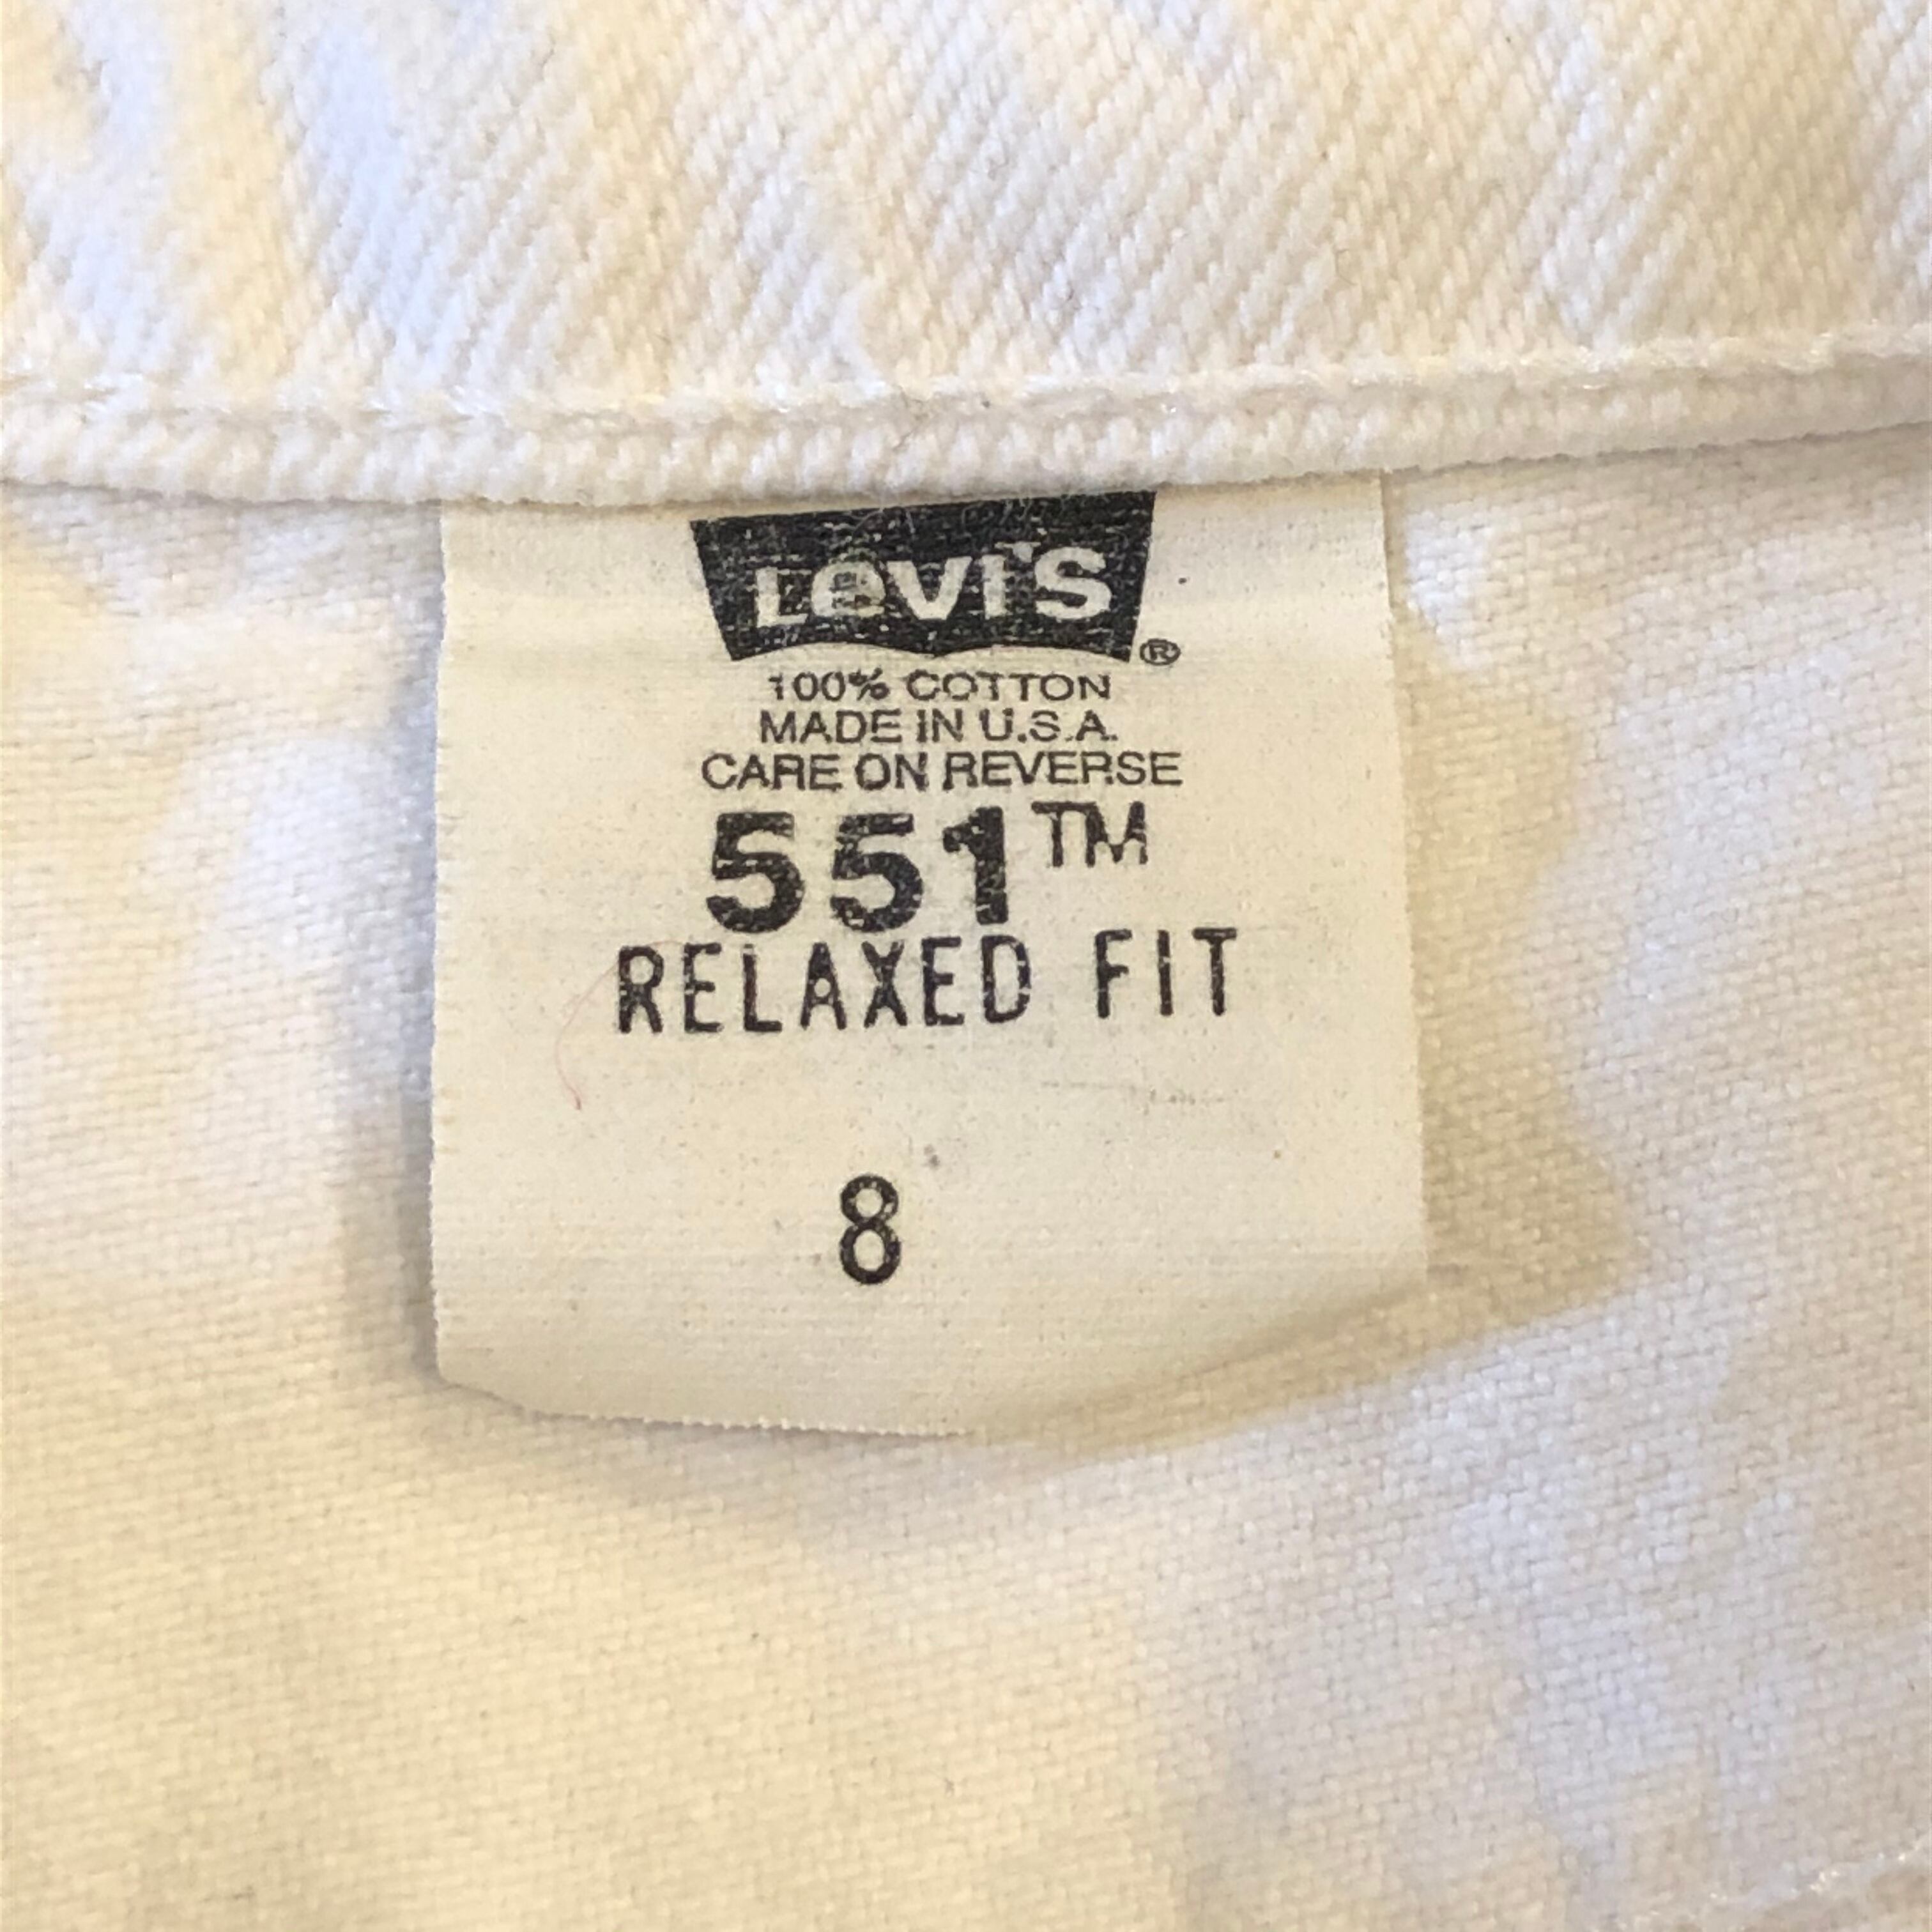 Levi's ®
100% COTTON
MADE IN U.S.A.
CARE ON REVERSE
551™
RELAXED FIT
8